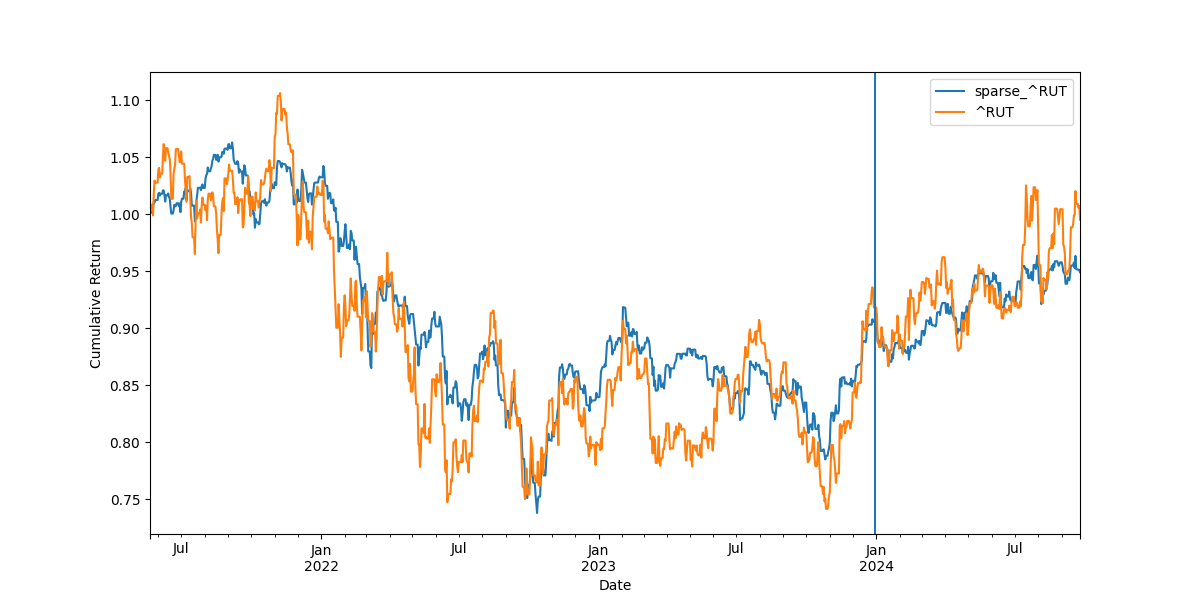 sparse_^RUT
^RUT
Cumulative Return
1.10
1.05
1.00
0.95
0.90
0.85
0.80
0.75
Jul
Jan
2022
Jul
Jan
2023
Jul
Jan
2024
Jul
Date